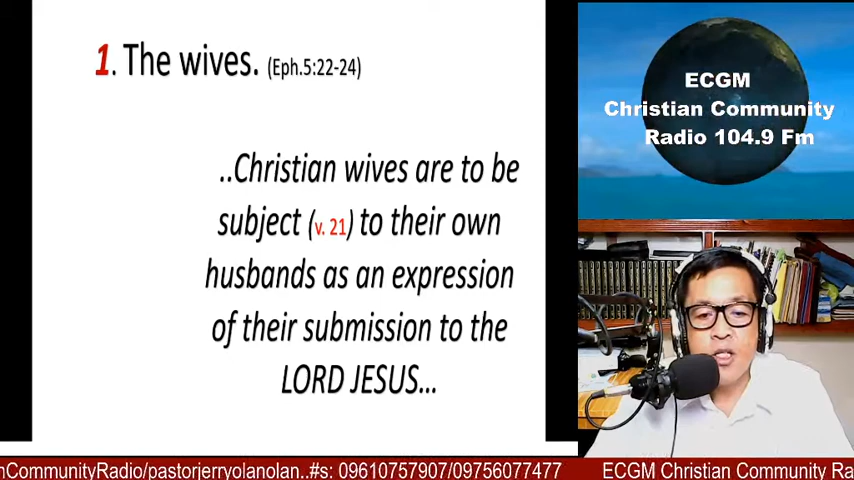 1. The wives. (Eph.5:22-24)
..Christian wives are to be
subject (v. 21) to their own
husbands as an expression
of their submission to the
LORD JESUS...
ECGM
Christian Community
Radio 104.9 Fm
nCommunityRadio/pastorjerryolanolan..#s: 09610757907/09756077477
ECGM Christian Community Ra